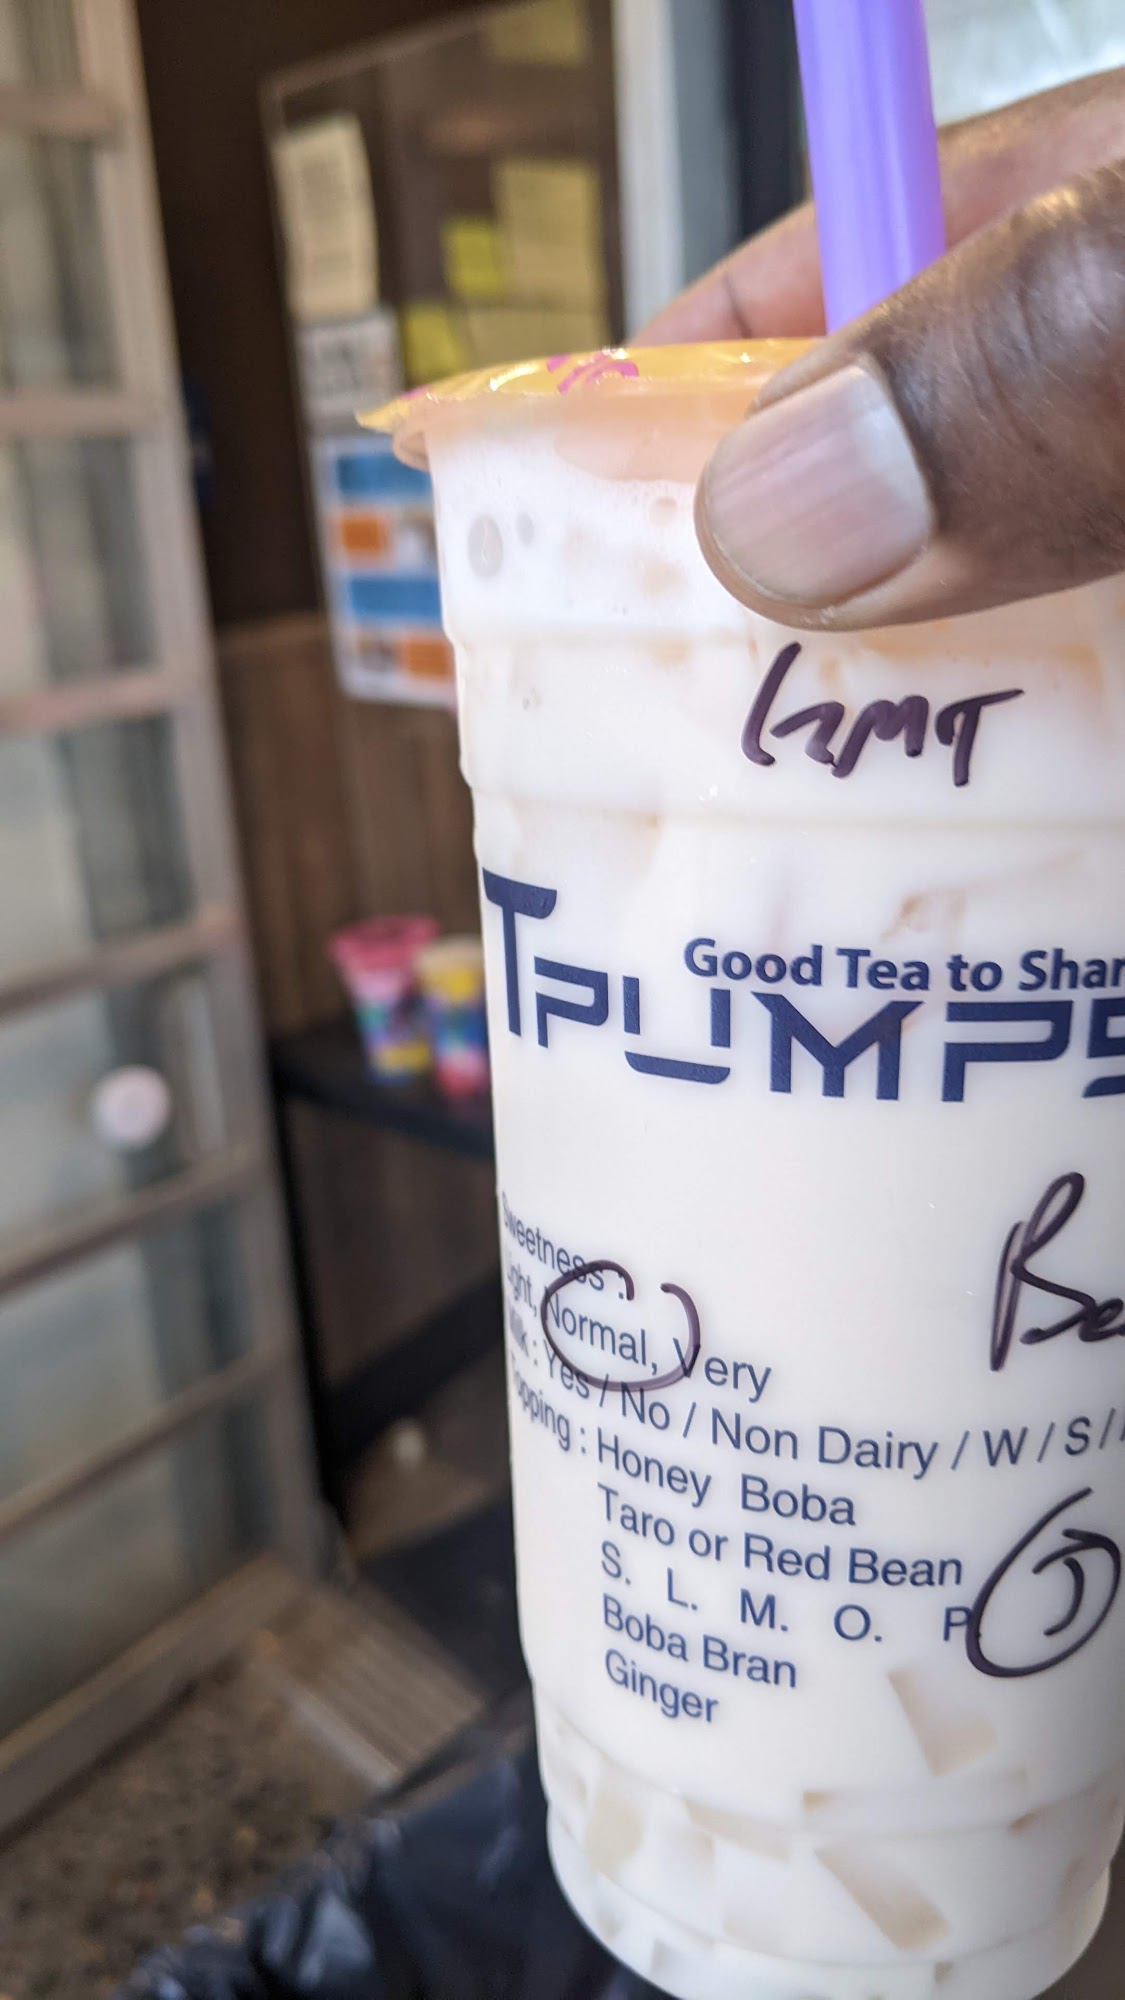 Good Tea to Shar
TPUMPS
Sweetness :
Light, Normal, Very
Milk : Yes / No / Non Dairy / W / S /
Topping : Honey Boba
Taro or Red Bean
S. L. M. O. P
Boba Bran
Ginger